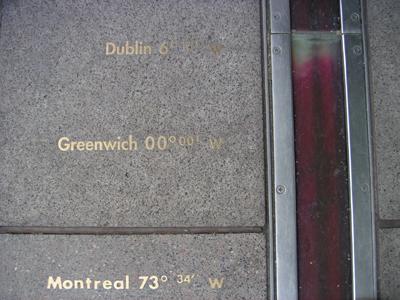 Dublin 6° W
Greenwich 00° 00' W
Montreal 73° 34' W